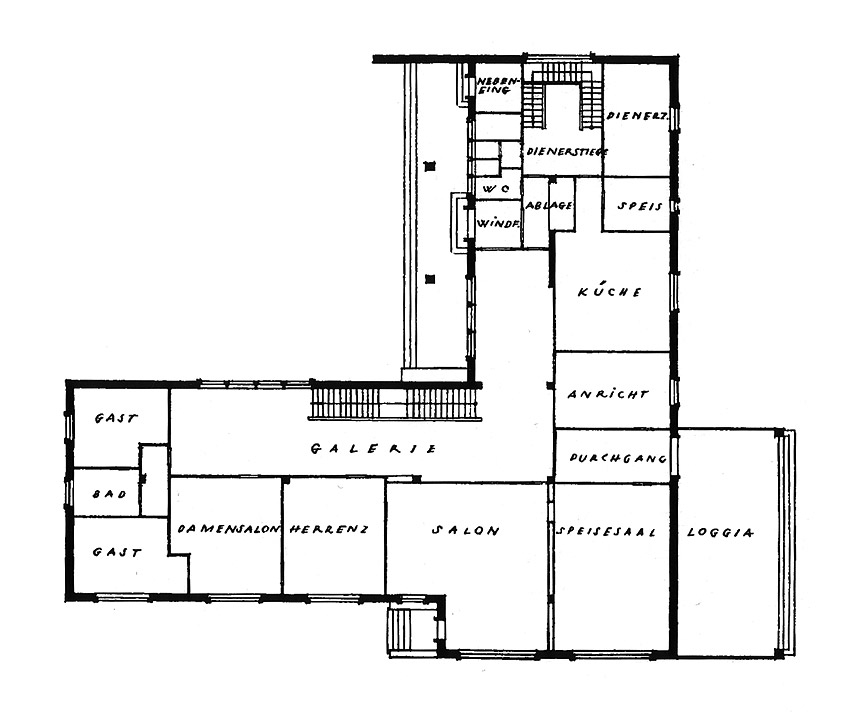 NEBEN-
EING
DIENERZ.
DIENERSTIEGE
WC
ABLAGE
SPEIS
WINDF.
KÜCHE
ANRICHT
GAST
GALERIE
DURCHGANG
BAD
DAMENSALON
HERRENZ
SALON
SPEISESAAL
LOGGIA
GAST